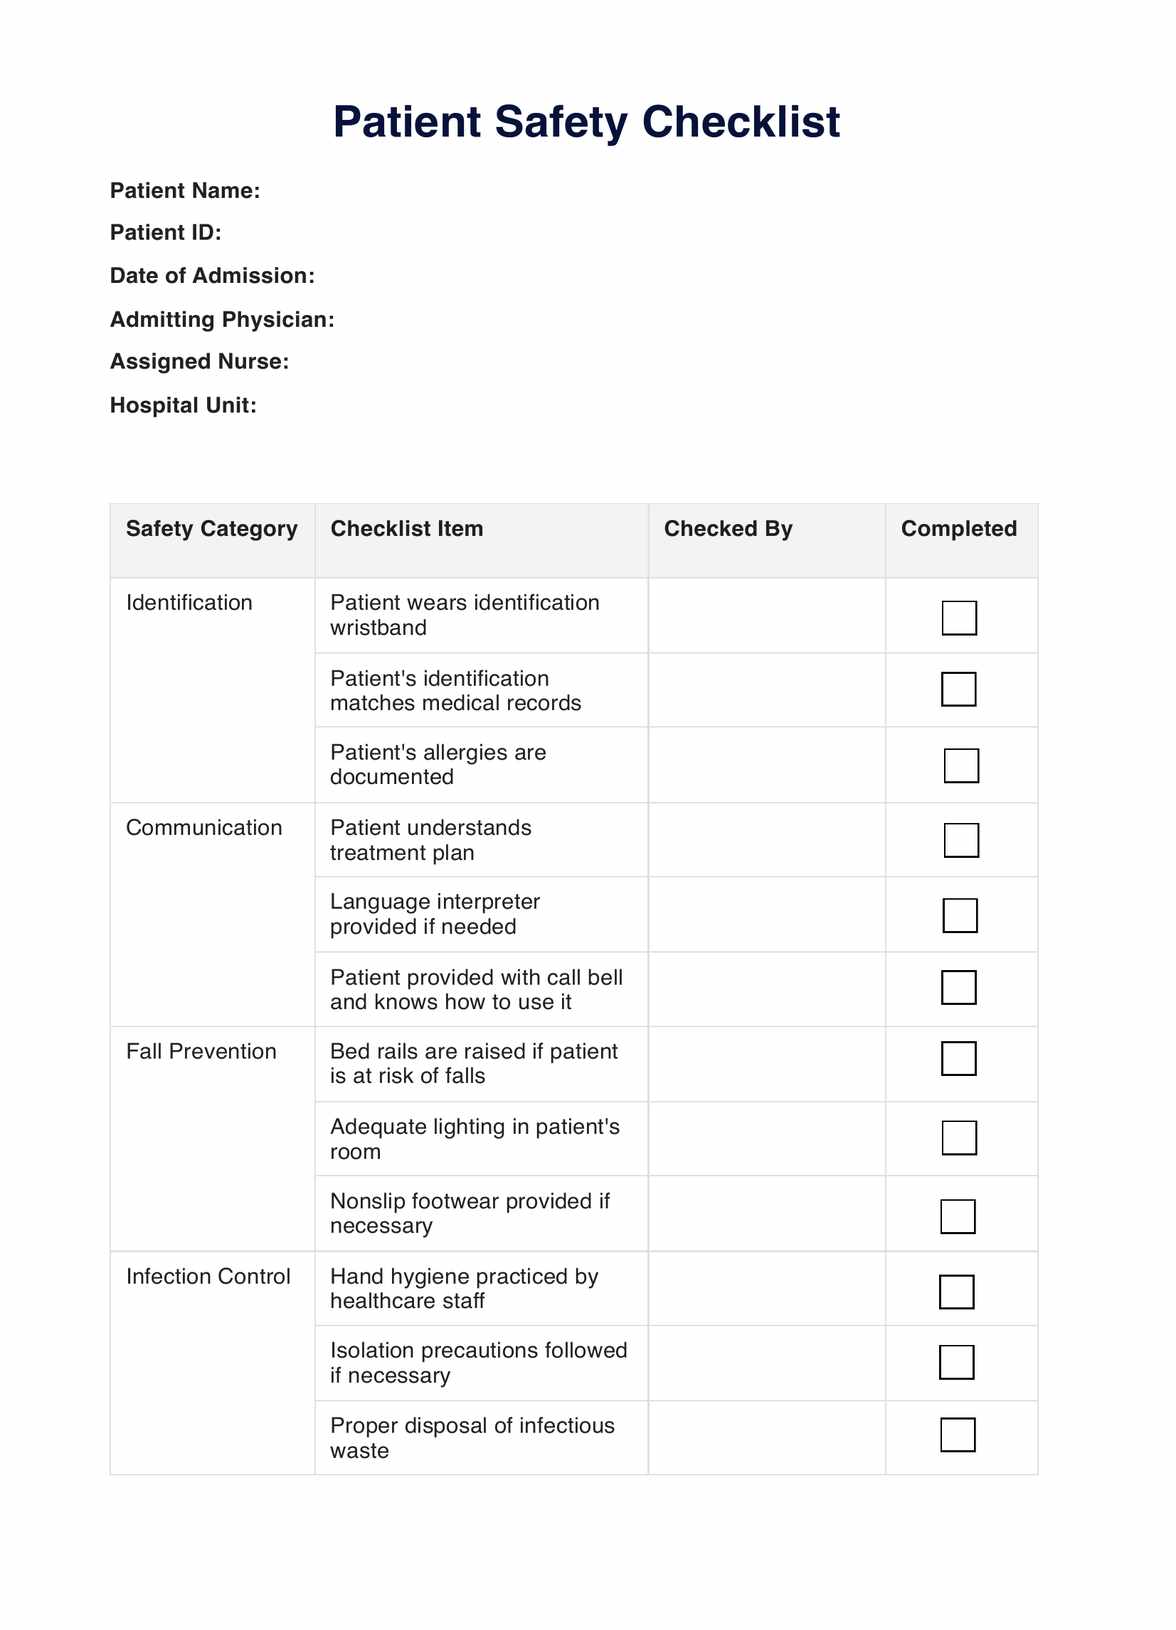 Patient Safety Checklist
Patient Name:
Patient ID:
Date of Admission:
Admitting Physician:
Assigned Nurse:
Hospital Unit:
Safety Category
Checklist Item
Checked By
Completed
Identification
Patient wears identification
wristband
Patient's identification
matches medical records
Patient's allergies are
documented
Communication
Patient understands
treatment plan
Language interpreter
provided if needed
Patient provided with call bell
and knows how to use it
Fall Prevention
Bed rails are raised if patient
is at risk of falls
Adequate lighting in patient's
room
Nonslip footwear provided if
necessary
Infection Control
Hand hygiene practiced by
healthcare staff
Isolation precautions followed
if necessary
Proper disposal of infectious
waste